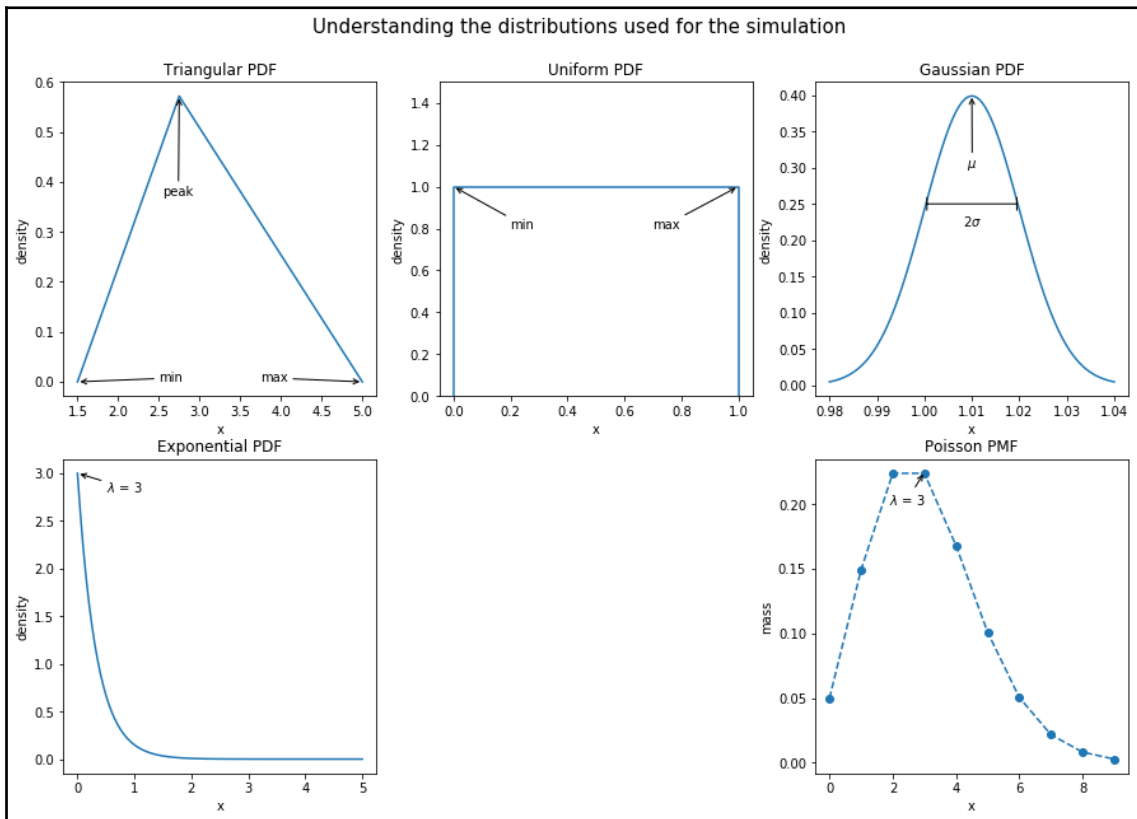 Understanding the distributions used for the simulation
Triangular PDF
density
0.6
0.5
0.4
0.3
0.2
0.1
0.0
peak
min
max
1.5 2.0 2.5 3.0 3.5 4.0 4.5 5.0
x
Uniform PDF
density
1.4
1.2
1.0
0.8
0.6
0.4
0.2
0.0
min
max
0.0 0.2 0.4 0.6 0.8 1.0
x
Gaussian PDF
density
0.40
0.35
0.30
0.25
0.20
0.15
0.10
0.05
0.00
μ
2σ
0.98 0.99 1.00 1.01 1.02 1.03 1.04
x
Exponential PDF
density
3.0
2.5
2.0
1.5
1.0
0.5
0.0
λ = 3
0 1 2 3 4 5
x
Poisson PMF
mass
0.20
0.15
0.10
0.05
0.00
λ = 3
0 2 4 6 8
x